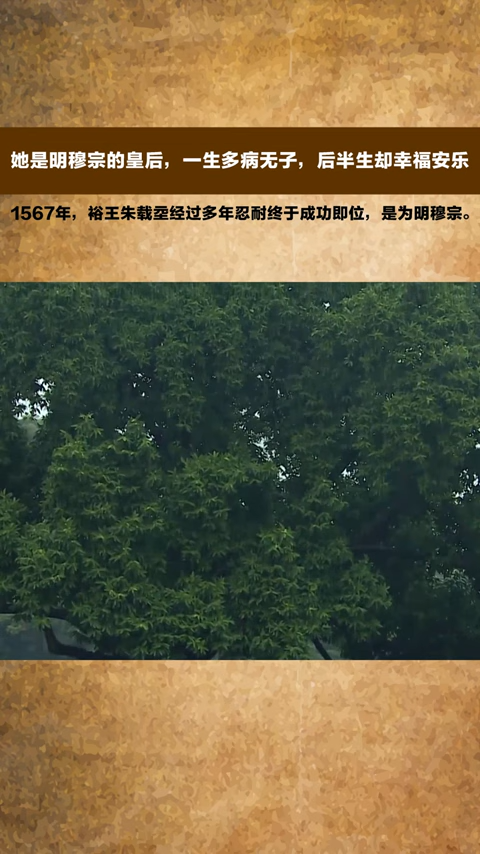 她是明穆宗的皇后，一生多病无子，后半生却幸福安乐
1567年，裕王朱载坖经过多年忍耐终于成功即位，是为明穆宗。